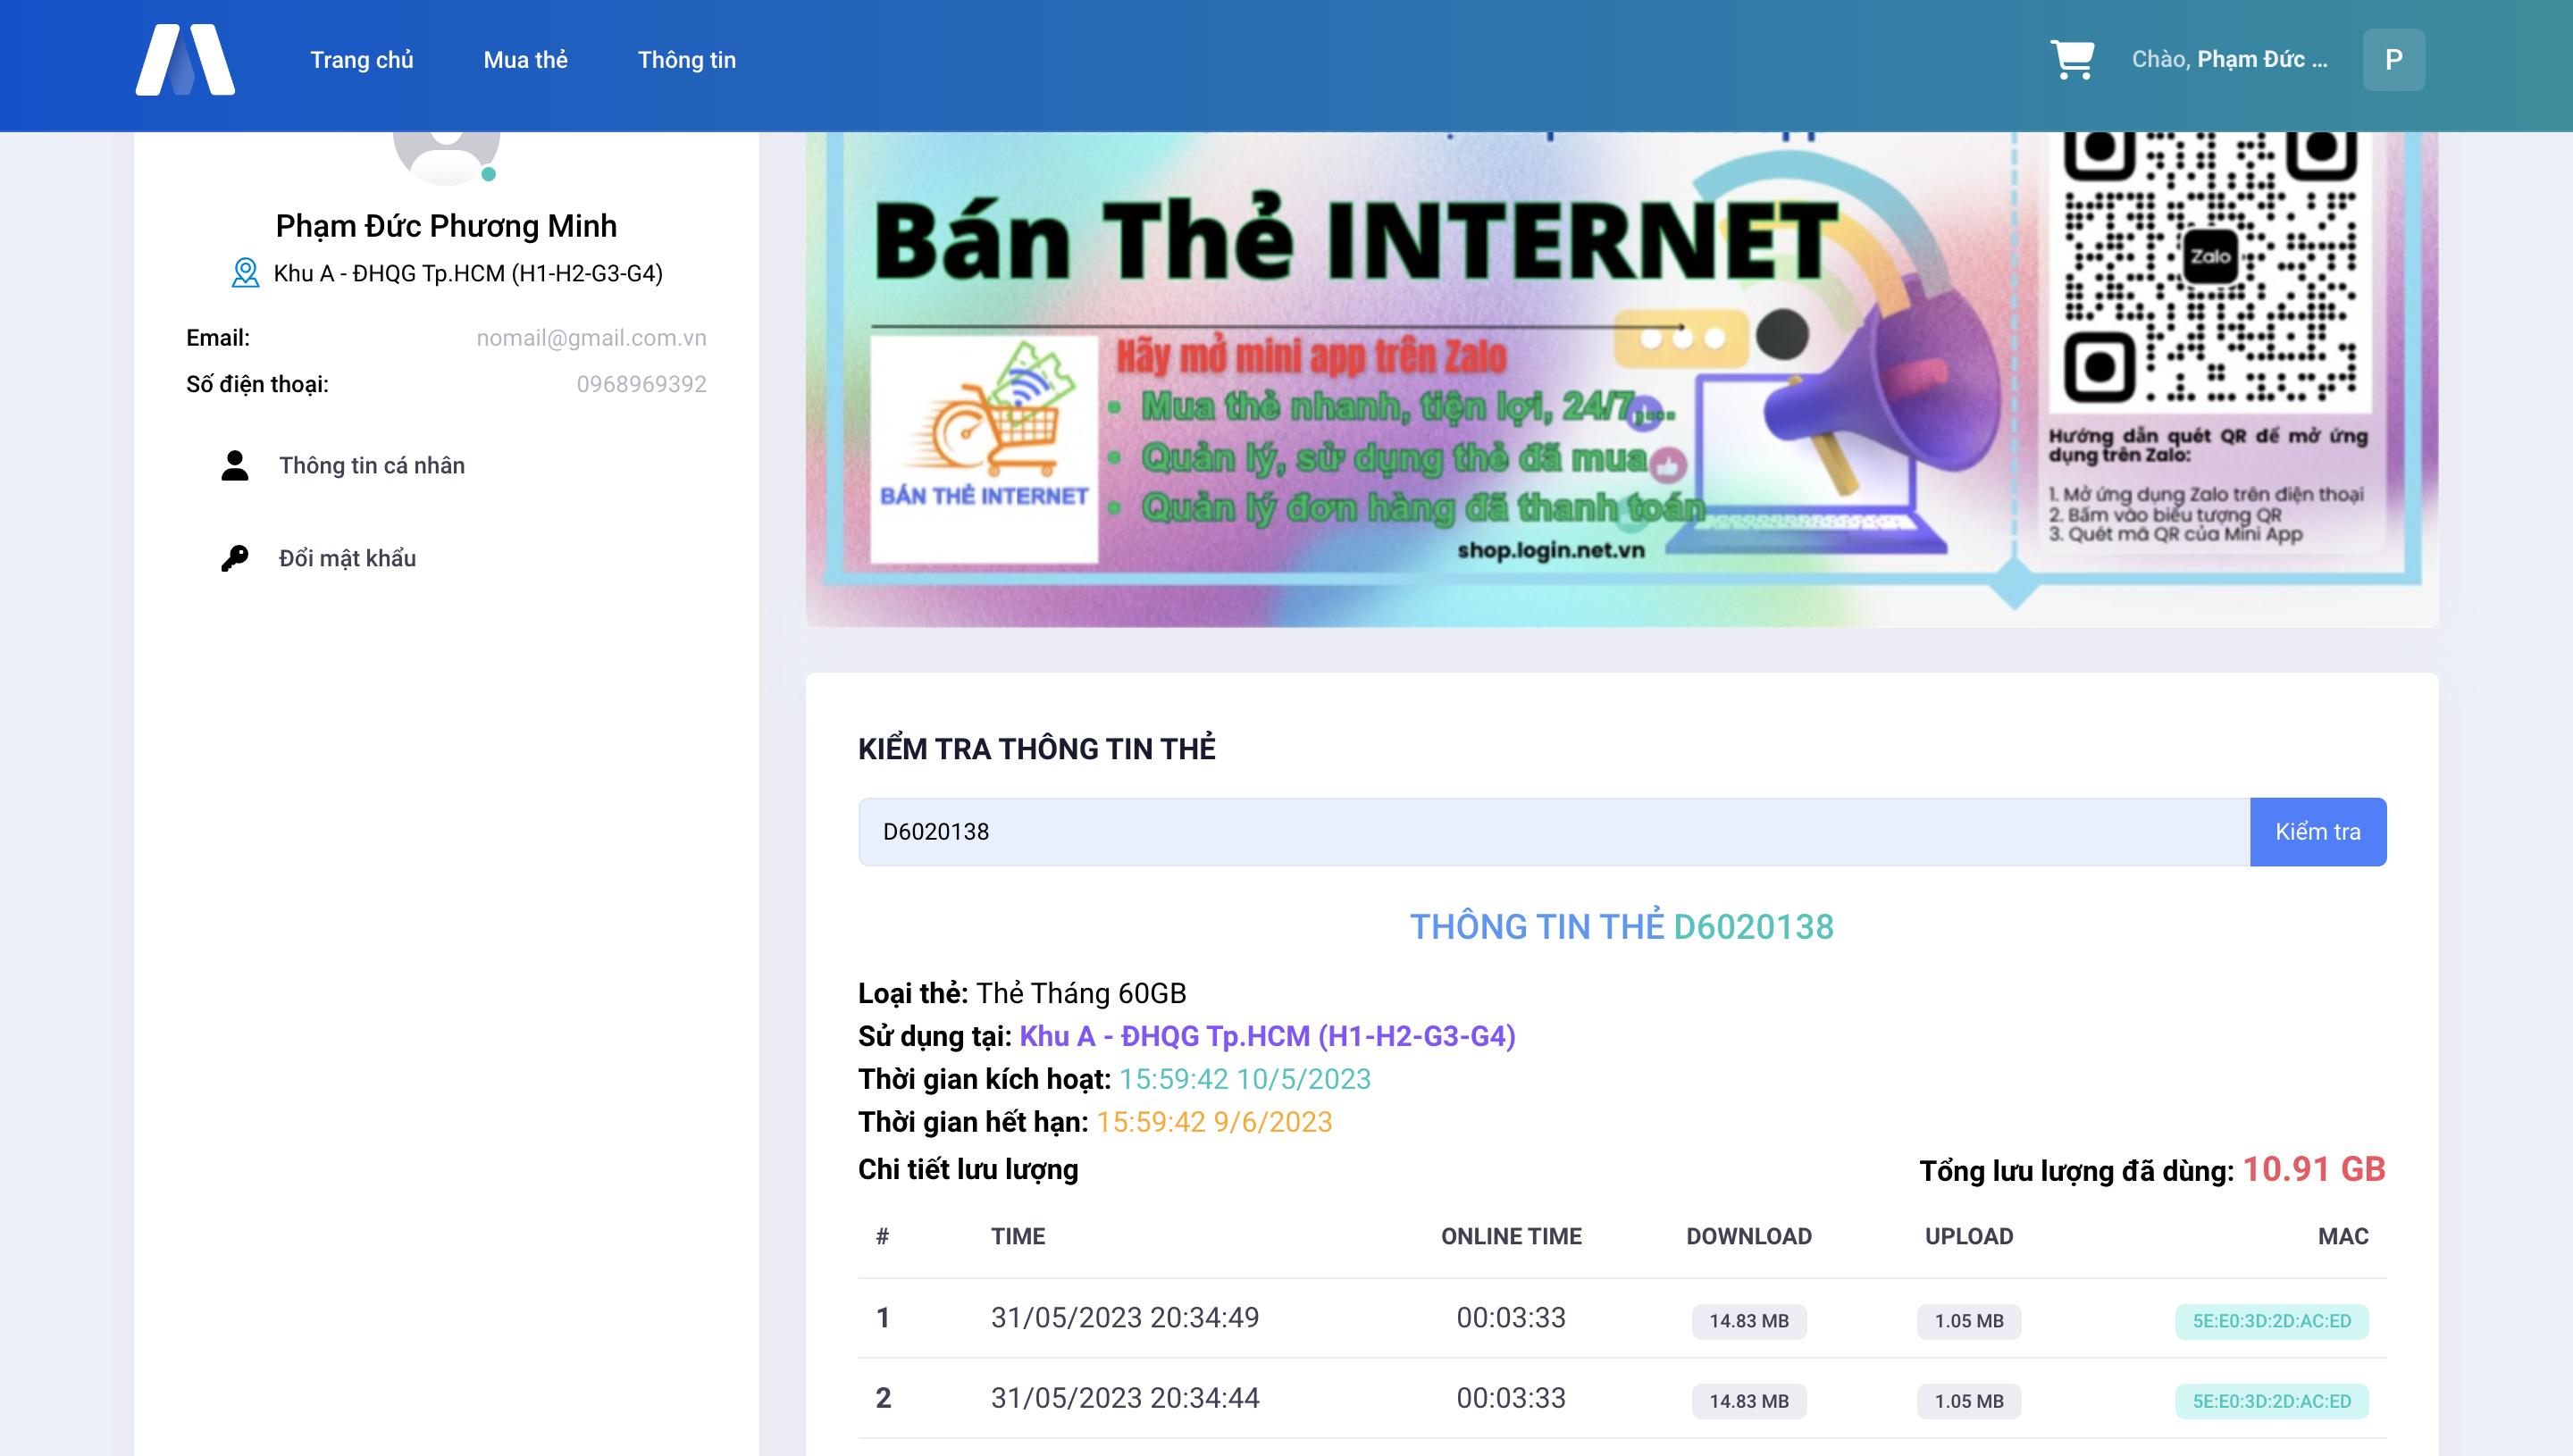 Trang chủ Mua thẻ Thông tin Chào, Phạm Đức ... P
Phạm Đức Phương Minh
Khu A - ĐHQG Tp.HCM (H1-H2-G3-G4)
Email: nomail@gmail.com.vn
Số điện thoại: 0968969392
Thông tin cá nhân
Đổi mật khẩu
Bán Thẻ INTERNET
Hãy mở mini app trên Zalo
• Mua thẻ nhanh, tiện lợi, 24/7,...
• Quản lý, sử dụng thẻ đã mua
• Quản lý đơn hàng đã thanh toán
BÁN THẺ INTERNET
shop.login.net.vn
Zalo
Hướng dẫn quét QR để mở ứng
dụng trên Zalo:
1. Mở ứng dụng Zalo trên điện thoại
2. Bấm vào biểu tượng QR
3. Quét mã QR của Mini App
KIỂM TRA THÔNG TIN THẺ
D6020138 Kiểm tra
THÔNG TIN THẺ D6020138
Loại thẻ: Thẻ Tháng 60GB
Sử dụng tại: Khu A - ĐHQG Tp.HCM (H1-H2-G3-G4)
Thời gian kích hoạt: 15:59:42 10/5/2023
Thời gian hết hạn: 15:59:42 9/6/2023
Chi tiết lưu lượng Tổng lưu lượng đã dùng: 10.91 GB
# TIME ONLINE TIME DOWNLOAD UPLOAD MAC
1 31/05/2023 20:34:49 00:03:33 14.83 MB 1.05 MB 5E:E0:3D:2D:AC:ED
2 31/05/2023 20:34:44 00:03:33 14.83 MB 1.05 MB 5E:E0:3D:2D:AC:ED